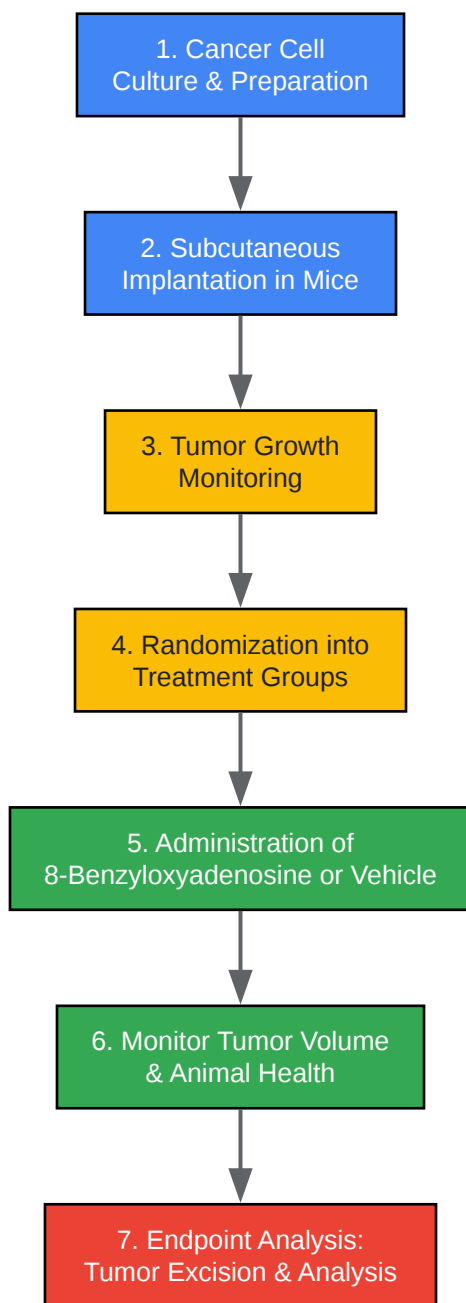 1. Cancer Cell
Culture & Preparation
2. Subcutaneous
Implantation in Mice
3. Tumor Growth
Monitoring
4. Randomization into
Treatment Groups
5. Administration of
8-Benzyloxyadenosine or Vehicle
6. Monitor Tumor Volume
& Animal Health
7. Endpoint Analysis:
Tumor Excision & Analysis